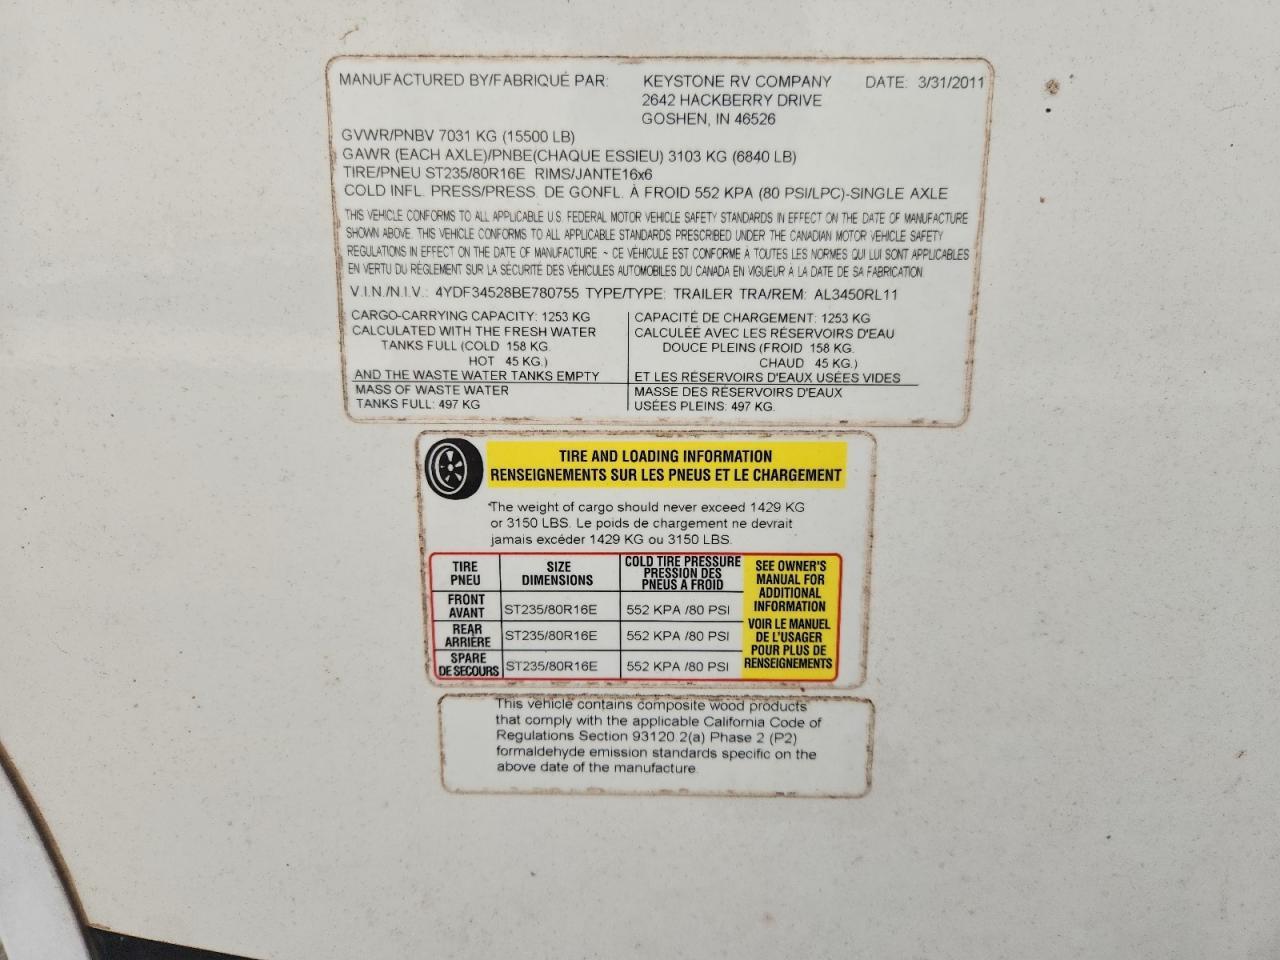 MANUFACTURED BY/FABRIQUÉ PAR: KEYSTONE RV COMPANY DATE: 3/31/2011
2642 HACKBERRY DRIVE
GOSHEN, IN 46526
GVWR/PNBV 7031 KG (15500 LB)
GAWR (EACH AXLE)/PNBE(CHAQUE ESSIEU) 3103 KG (6840 LB)
TIRE/PNEU ST235/80R16E RIMS/JANTE16x6
COLD INFL. PRESS/PRESS. DE GONFL. À FROID 552 KPA (80 PSI/LPC)-SINGLE AXLE
THIS VEHICLE CONFORMS TO ALL APPLICABLE U.S. FEDERAL MOTOR VEHICLE SAFETY STANDARDS IN EFFECT ON THE DATE OF MANUFACTURE
SHOWN ABOVE. THIS VEHICLE CONFORMS TO ALL APPLICABLE STANDARDS PRESCRIBED UNDER THE CANADIAN MOTOR VEHICLE SAFETY
REGULATIONS IN EFFECT ON THE DATE OF MANUFACTURE ~ CE VÉHICULE EST CONFORME À TOUTES LES NORMES QUI LUI SONT APPLICABLES
EN VERTU DU RÈGLEMENT SUR LA SÉCURITÉ DES VÉHICULES AUTOMOBILES DU CANADA EN VIGUEUR À LA DATE DE SA FABRICATION
V.I.N./N.I.V.: 4YDF34528BE780755 TYPE/TYPE: TRAILER TRA/REM: AL3450RL11
CARGO-CARRYING CAPACITY: 1253 KG
CALCULATED WITH THE FRESH WATER
TANKS FULL (COLD 158 KG.
HOT 45 KG.)
AND THE WASTE WATER TANKS EMPTY
MASS OF WASTE WATER
TANKS FULL: 497 KG
CAPACITÉ DE CHARGEMENT: 1253 KG
CALCULÉE AVEC LES RÉSERVOIRS D'EAU
DOUCE PLEINS (FROID 158 KG.
CHAUD 45 KG.)
ET LES RÉSERVOIRS D'EAUX USÉES VIDES
MASSE DES RÉSERVOIRS D'EAUX
USÉES PLEINS: 497 KG.
TIRE AND LOADING INFORMATION
RENSEIGNEMENTS SUR LES PNEUS ET LE CHARGEMENT
The weight of cargo should never exceed 1429 KG
or 3150 LBS. Le poids de chargement ne devrait
jamais excéder 1429 KG ou 3150 LBS.
TIRE
PNEU
SIZE
DIMENSIONS
COLD TIRE PRESSURE
PRESSION DES
PNEUS A FROID
FRONT
AVANT
ST235/80R16E 552 KPA /80 PSI
REAR
ARRIÈRE
ST235/80R16E 552 KPA /80 PSI
SPARE
DE SECOURS
ST235/80R16E 552 KPA /80 PSI
SEE OWNER'S
MANUAL FOR
ADDITIONAL
INFORMATION
VOIR LE MANUEL
DE L'USAGER
POUR PLUS DE
RENSEIGNEMENTS
This vehicle contains composite wood products
that comply with the applicable California Code of
Regulations Section 93120.2(a) Phase 2 (P2)
formaldehyde emission standards specific on the
above date of the manufacture.